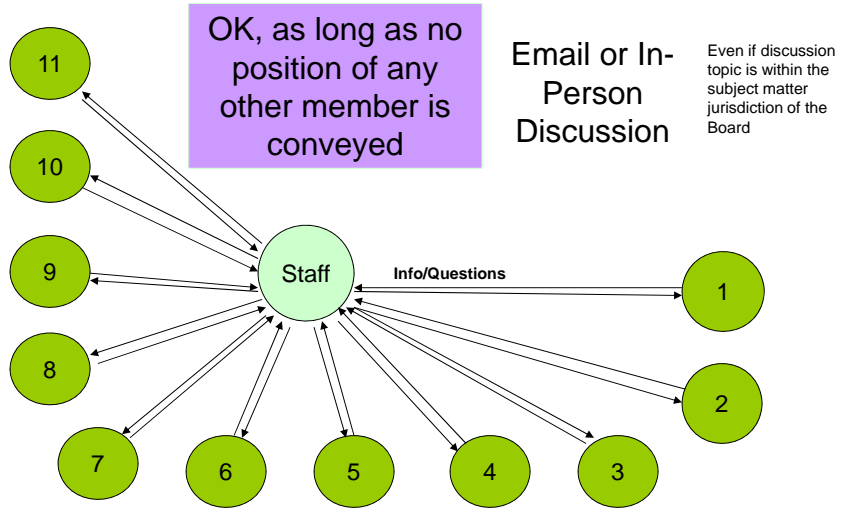 OK, as long as no
position of any
other member is
conveyed
Email or In-
Person
Discussion
Even if discussion
topic is within the
subject matter
jurisdiction of the
Board
11
10
9
8
7
6
5
4
3
2
1
Staff
Info/Questions